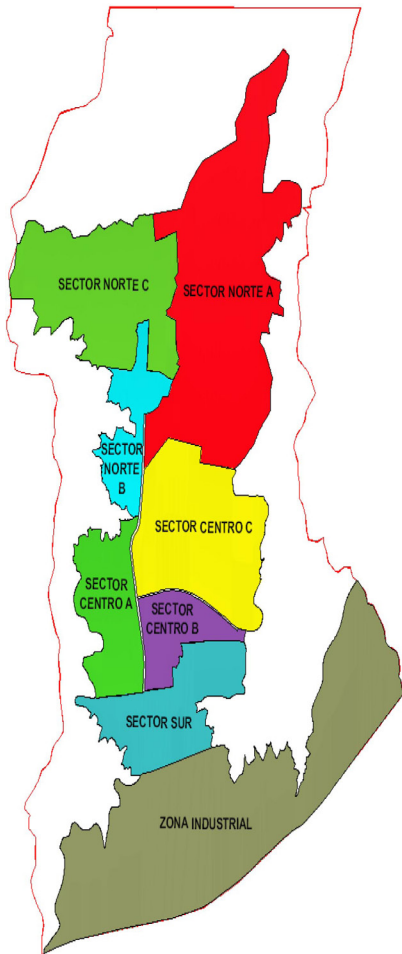 SECTOR NORTE C
SECTOR NORTE A
SECTOR
NORTE
B
SECTOR CENTRO C
SECTOR
CENTRO A
SECTOR
CENTRO B
SECTOR SUR
ZONA INDUSTRIAL